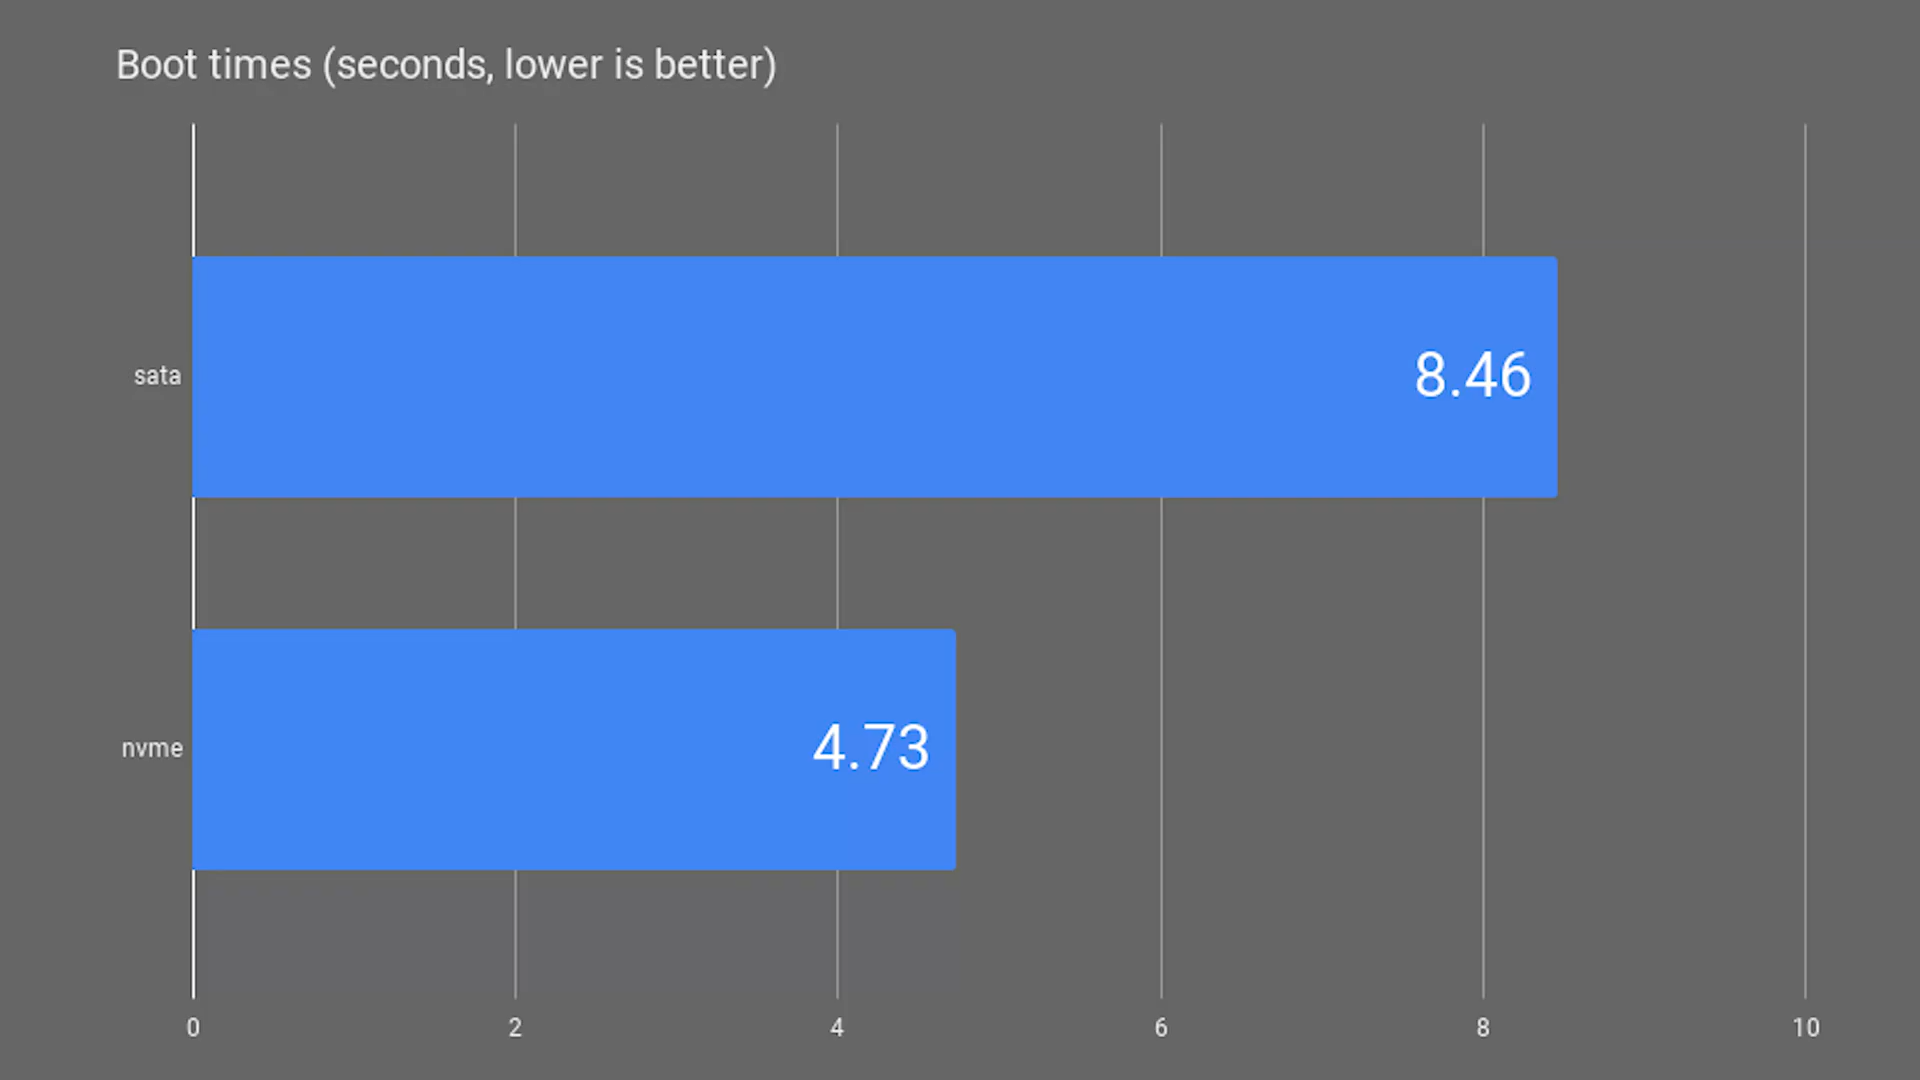 Boot times (seconds, lower is better)
sata
8.46
nvme
4.73
0 2 4 6 8 10